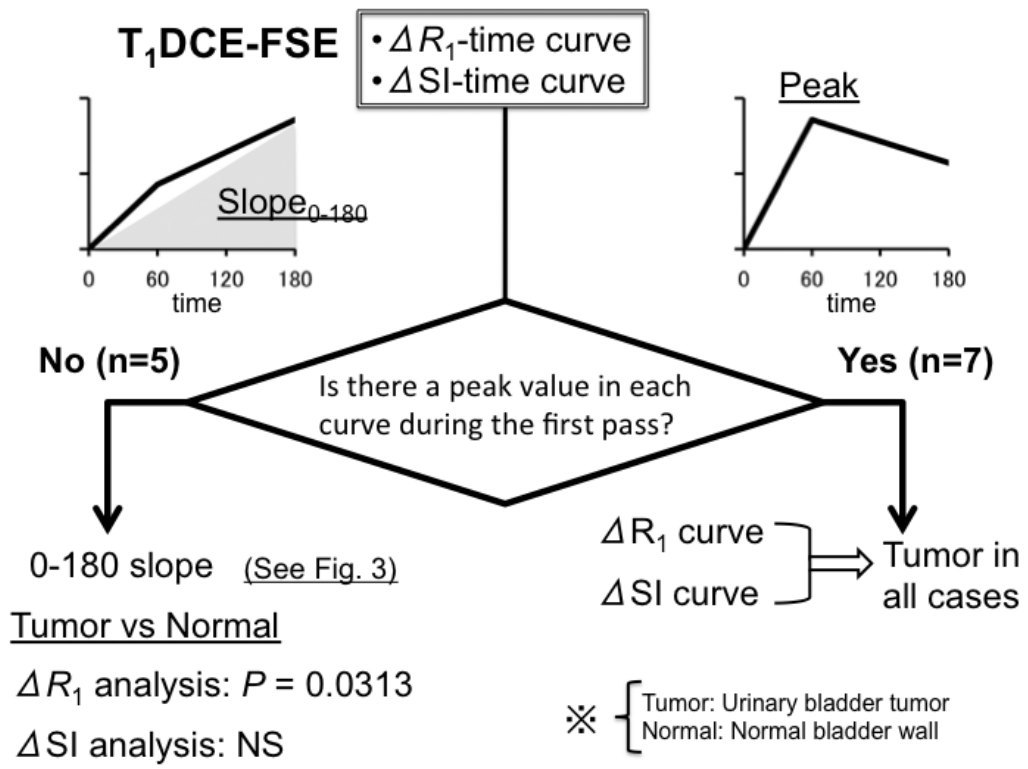 T1DCE-FSE
• ΔR1-time curve
• ΔSI-time curve
Slope0-180
0 60 120 180
time
Peak
0 60 120 180
time
No (n=5)
Yes (n=7)
Is there a peak value in each
curve during the first pass?
0-180 slope (See Fig. 3)
Tumor vs Normal
ΔR1 analysis: P = 0.0313
ΔSI analysis: NS
ΔR1 curve
ΔSI curve
Tumor in
all cases
※
Tumor: Urinary bladder tumor
Normal: Normal bladder wall